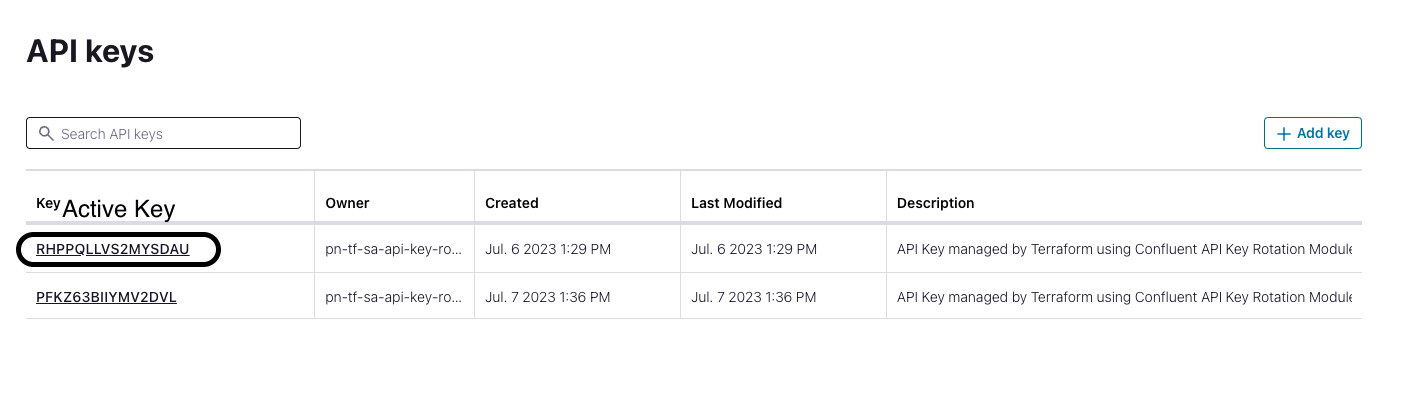 API keys
Search API keys
+ Add key
Key Active Key Owner Created Last Modified Description
RHPPQLLVS2MYSDAU pn-tf-sa-api-key-ro... Jul. 6 2023 1:29 PM Jul. 6 2023 1:29 PM API Key managed by Terraform using Confluent API Key Rotation Module
PFKZ63BIIYMV2DVL pn-tf-sa-api-key-ro... Jul. 7 2023 1:36 PM Jul. 7 2023 1:36 PM API Key managed by Terraform using Confluent API Key Rotation Module